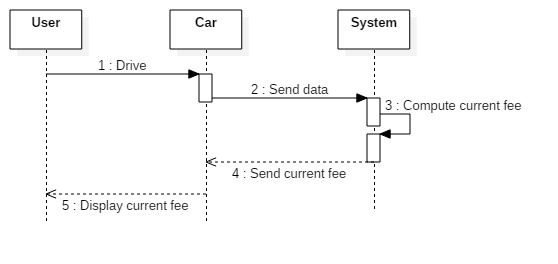 User
Car
System
1 : Drive
2 : Send data
3 : Compute current fee
4 : Send current fee
5 : Display current fee